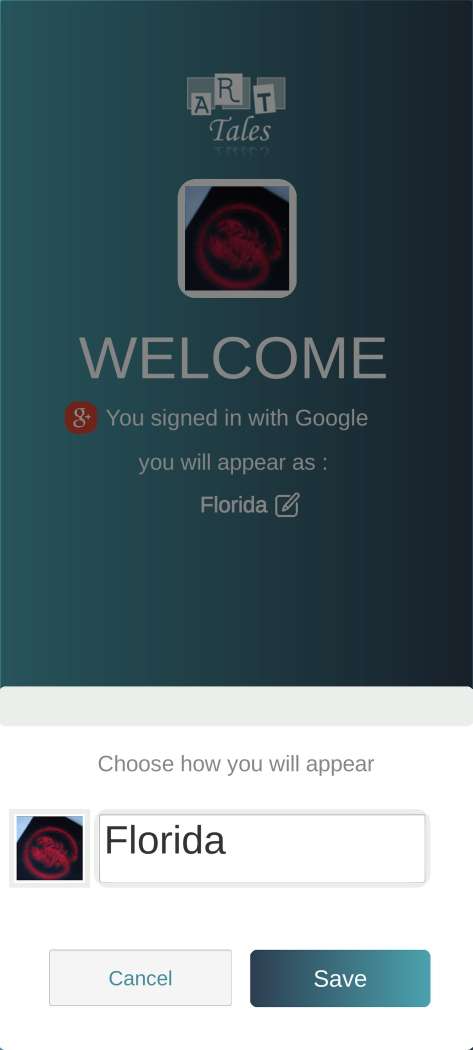 ART
Tales
WELCOME
g+ You signed in with Google
you will appear as :
Florida
Choose how you will appear
Florida
Cancel
Save